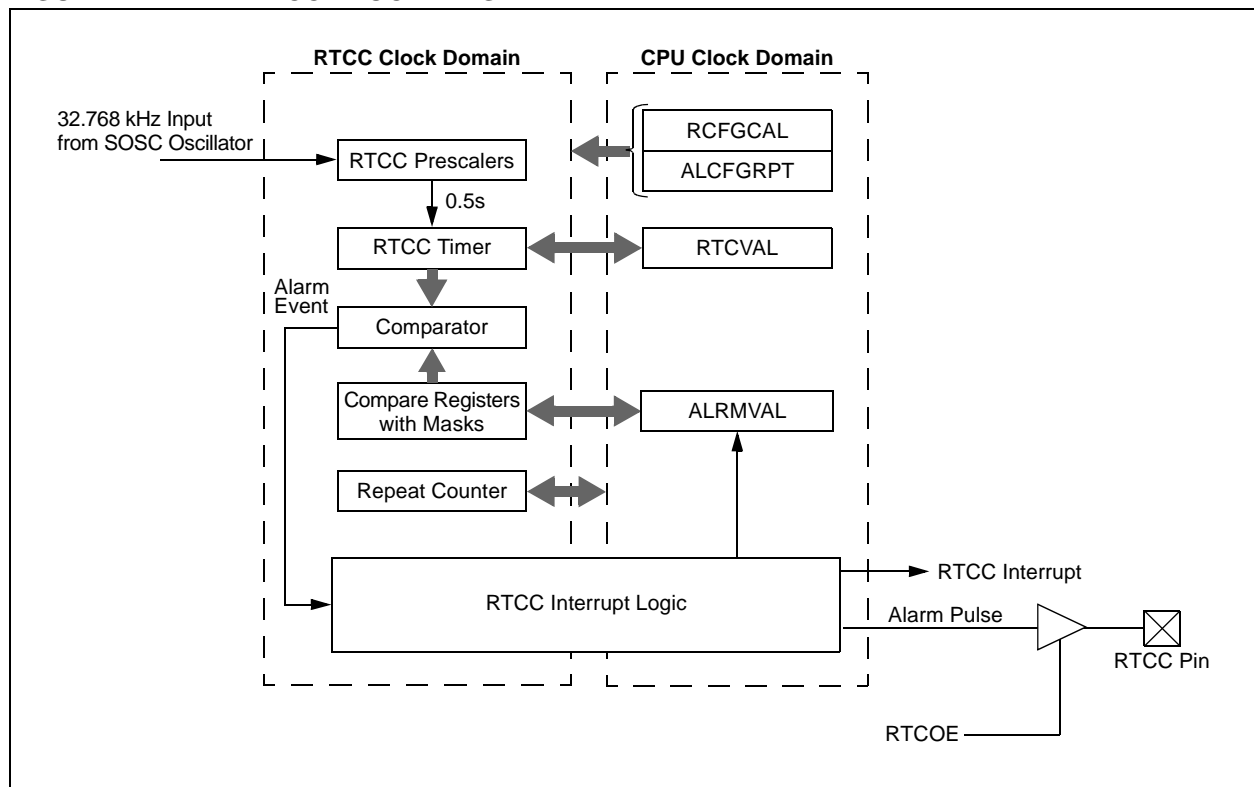 RTCC Clock Domain
CPU Clock Domain
32.768 kHz Input
from SOSC Oscillator
RTCC Prescalers
0.5s
RTCC Timer
Alarm
Event
Comparator
Compare Registers
with Masks
Repeat Counter
RCFGCAL
ALCFGRPT
RTCVAL
ALRMVAL
RTCC Interrupt Logic
RTCC Interrupt
Alarm Pulse
RTCC Pin
RTCOE